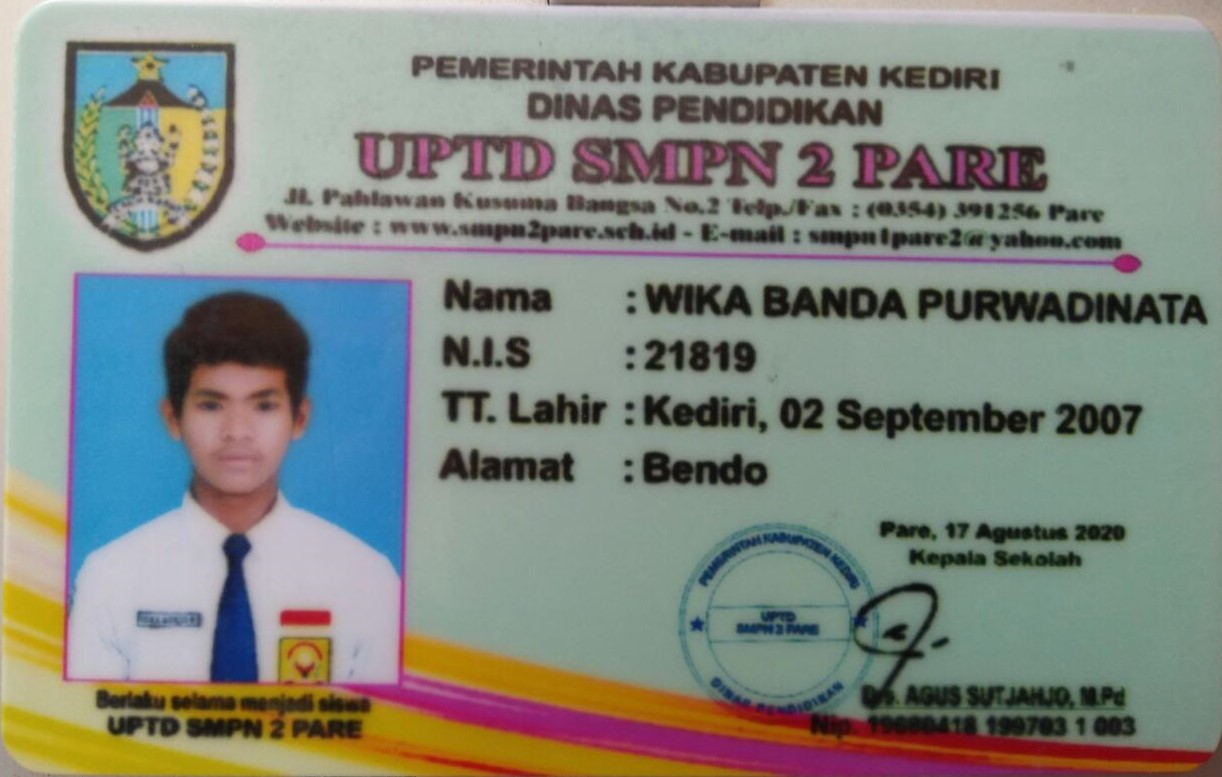 PEMERINTAH KABUPATEN KEDIRI
DINAS PENDIDIKAN
UPTD SMPN 2 PARE
Jl. Pahlawan Kusuma Bangsa No.2 Telp./Fax : (0354) 391256 Pare
Website : www.smpn2pare.sch.id - E-mail : smpn1pare2@yahoo.com
Nama : WIKA BANDA PURWADINATA
N.I.S : 21819
TT. Lahir : Kediri, 02 September 2007
Alamat : Bendo
Pare, 17 Agustus 2020
Kepala Sekolah
PEMERINTAH KABUPATEN KEDIRI
UPTD
SMPN 2 PARE
DINAS PENDIDIKAN
Drs. AGUS SUTJAHJO, M.Pd
Nip. 199703 1 003
Berlaku selama menjadi siswa
UPTD SMPN 2 PARE